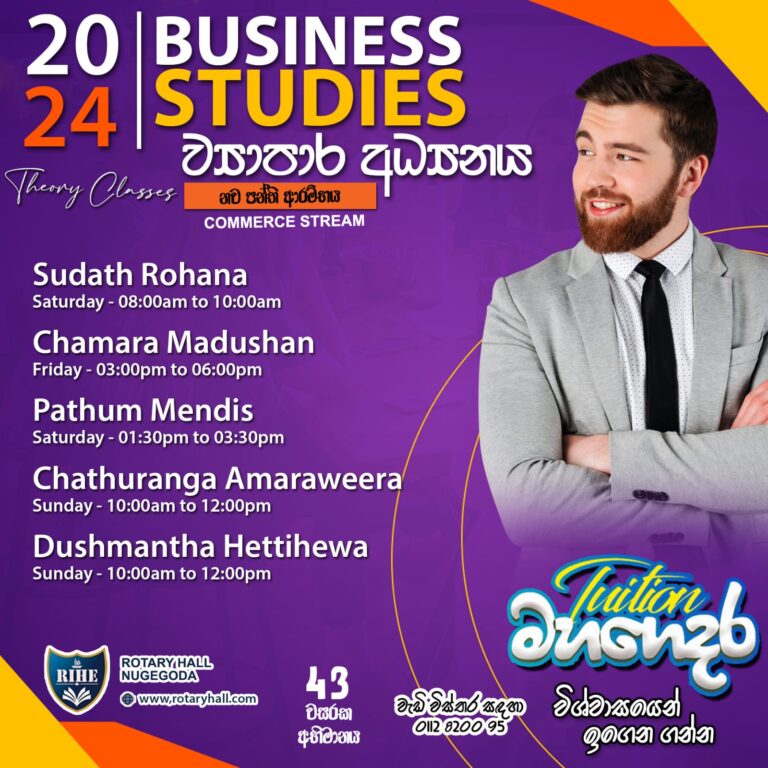 20
24
BUSINESS
STUDIES
ව්‍යාපාර අධ්‍යනය
Theory Classes
නව පන්ති ආරම්භය
COMMERCE STREAM
Sudath Rohana
Saturday - 08:00am to 10:00am
Chamara Madushan
Friday - 03:00pm to 06:00pm
Pathum Mendis
Saturday - 01:30pm to 03:30pm
Chathuranga Amaraweera
Sunday - 10:00am to 12:00pm
Dushmantha Hettihewa
Sunday - 10:00am to 12:00pm
Tuition
මහගෙදර
RIHE
ROTARY HALL
NUGEGODA
www.rotaryhall.com
43
වසරක
අභිමානය
වැඩි විස්තර සඳහා
0112 8200 95
විශ්වාසයෙන්
ඉගෙන ගන්න